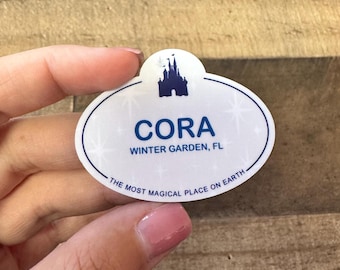 CORA
WINTER GARDEN, FL
THE MOST MAGICAL PLACE ON EARTH